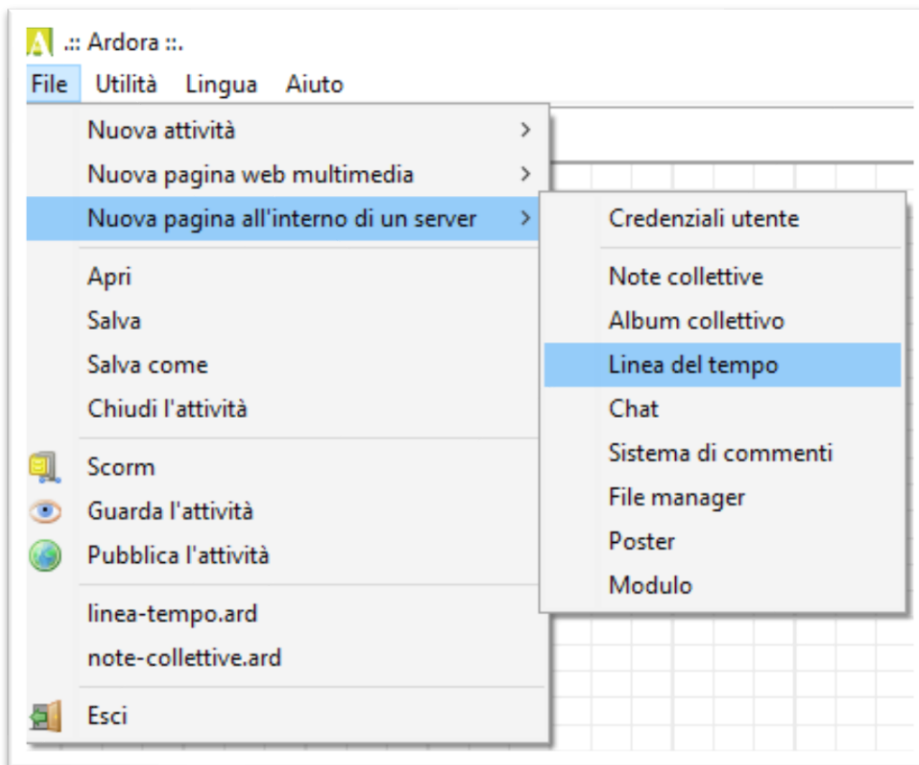 .:: Ardora ::.
File Utilità Lingua Aiuto
Nuova attività
Nuova pagina web multimedia
Nuova pagina all'interno di un server
Apri
Salva
Salva come
Chiudi l'attività
Scorm
Guarda l'attività
Pubblica l'attività
linea-tempo.ard
note-collettive.ard
Esci
Credenziali utente
Note collettive
Album collettivo
Linea del tempo
Chat
Sistema di commenti
File manager
Poster
Modulo